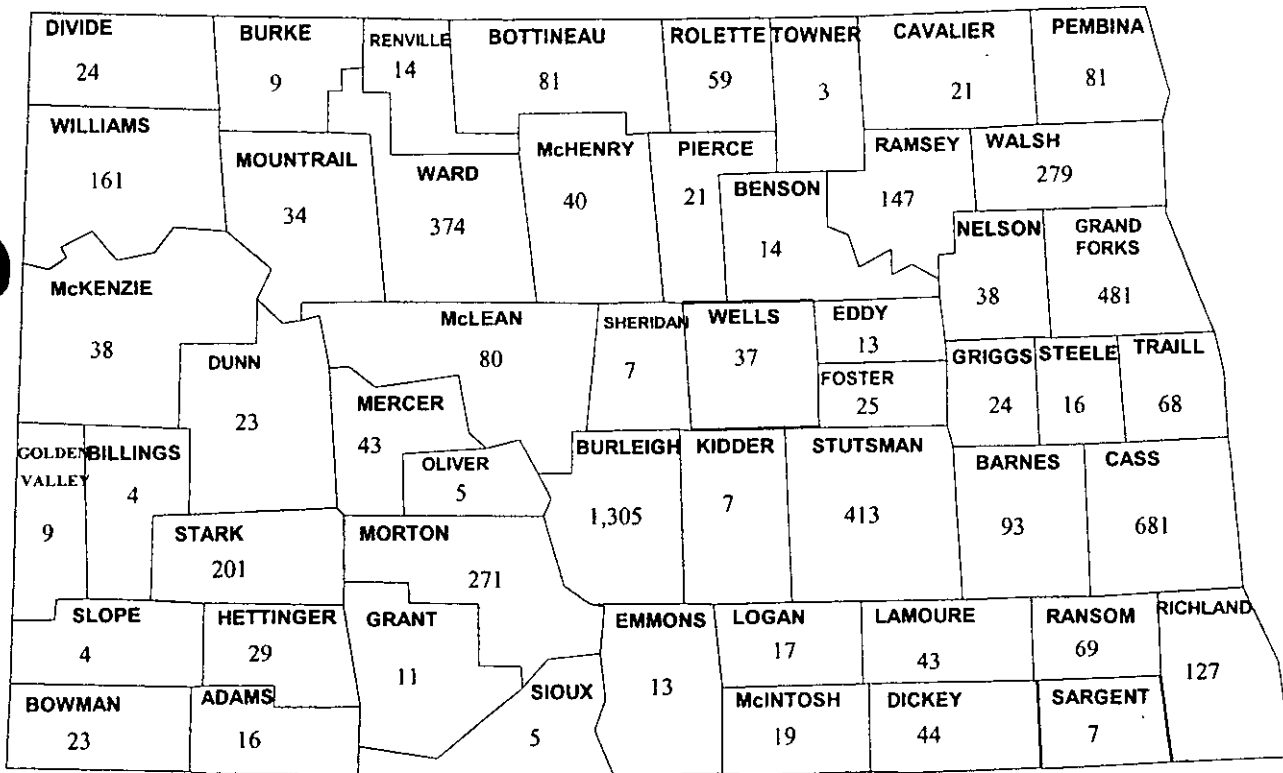 DIVIDE
24
BURKE
9
RENVILLE
14
BOTTINEAU
81
ROLETTE
59
TOWNER
3
CAVALIER
21
PEMBINA
81
WILLIAMS
161
MOUNTRAIL
34
WARD
374
McHENRY
40
PIERCE
21
BENSON
14
RAMSEY
147
WALSH
279
NELSON
38
GRAND
FORKS
481
McKENZIE
38
DUNN
23
McLEAN
80
SHERIDAN
7
WELLS
37
EDDY
13
FOSTER
25
GRIGGS
24
STEELE
16
TRAILL
68
MERCER
43
OLIVER
5
GOLDEN
VALLEY
9
BILLINGS
4
STARK
201
MORTON
271
BURLEIGH
1,305
KIDDER
7
STUTSMAN
413
BARNES
93
CASS
681
SLOPE
4
HETTINGER
29
GRANT
11
SIOUX
5
EMMONS
13
LOGAN
17
LAMOURE
43
RANSOM
69
RICHLAND
127
BOWMAN
23
ADAMS
16
McINTOSH
19
DICKEY
44
SARGENT
7